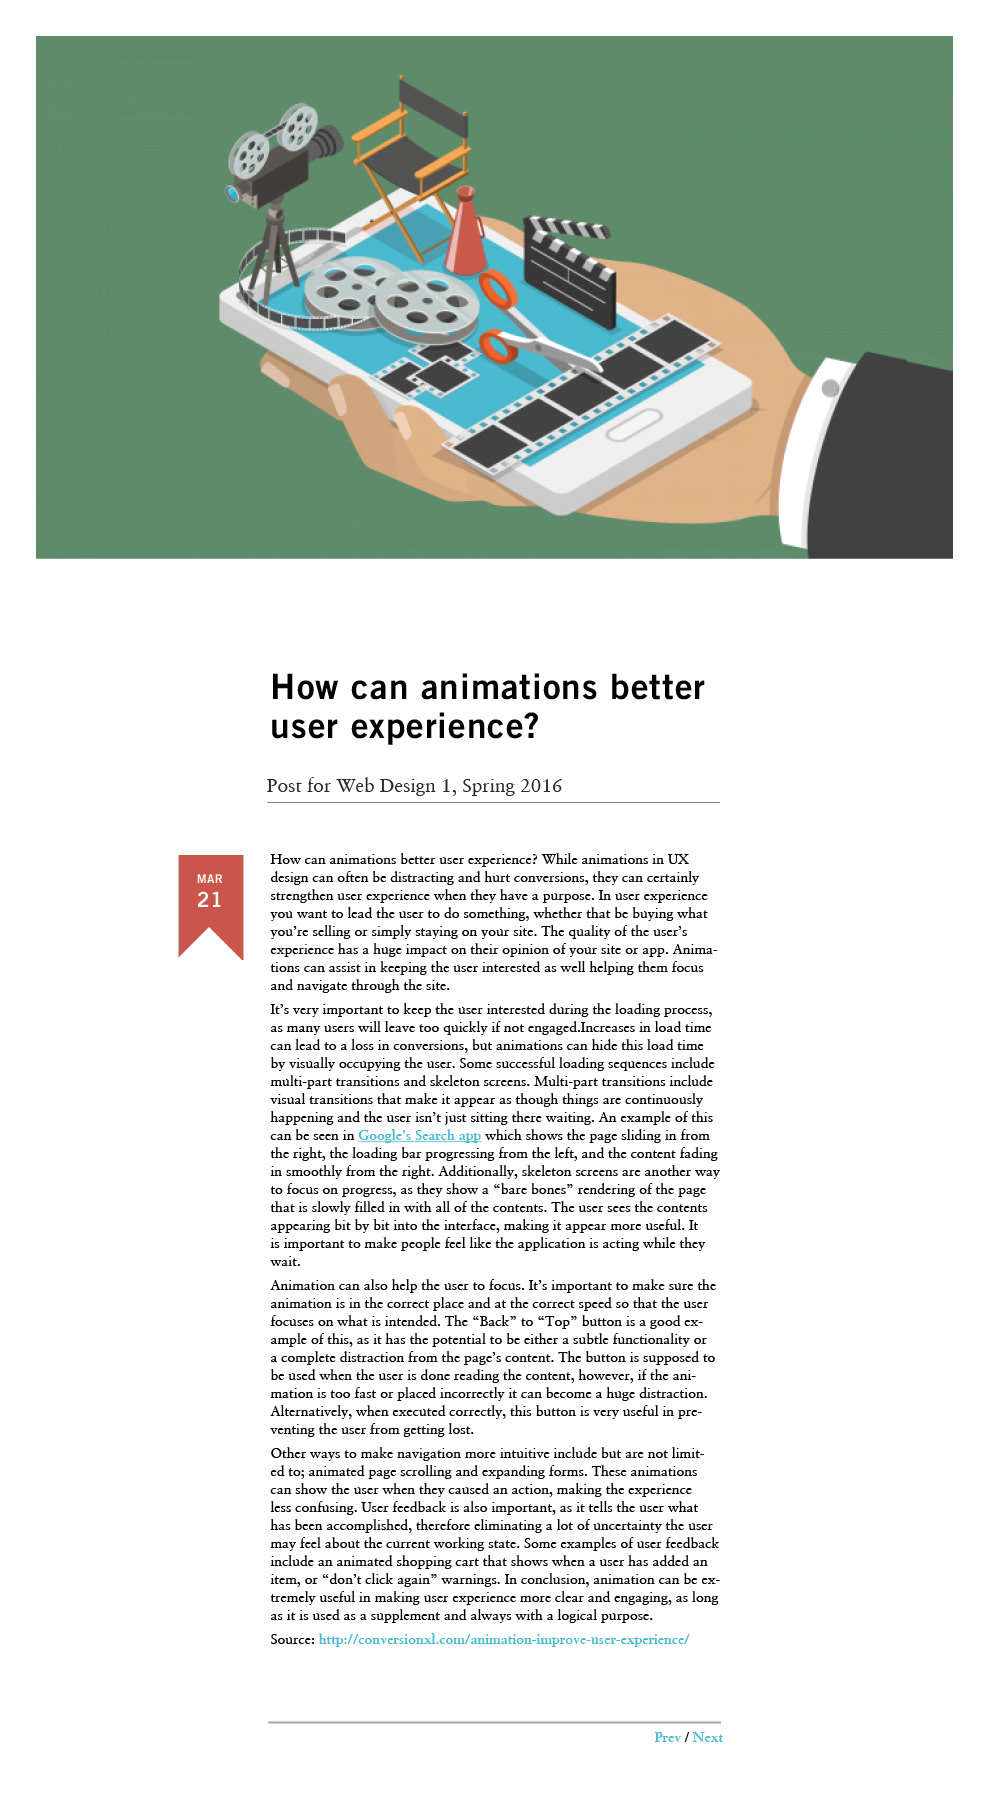 How can animations better
user experience?
Post for Web Design 1, Spring 2016
MAR
21
How can animations better user experience? While animations in UX
design can often be distracting and hurt conversions, they can certainly
strengthen user experience when they have a purpose. In user experience
you want to lead the user to do something, whether that be buying what
you’re selling or simply staying on your site. The quality of the user’s
experience has a huge impact on their opinion of your site or app. Anima-
tions can assist in keeping the user interested as well helping them focus
and navigate through the site.
It’s very important to keep the user interested during the loading process,
as many users will leave too quickly if not engaged.Increases in load time
can lead to a loss in conversions, but animations can hide this load time
by visually occupying the user. Some successful loading sequences include
multi-part transitions and skeleton screens. Multi-part transitions include
visual transitions that make it appear as though things are continuously
happening and the user isn’t just sitting there waiting. An example of this
can be seen in Google’s Search app which shows the page sliding in from
the right, the loading bar progressing from the left, and the content fading
in smoothly from the right. Additionally, skeleton screens are another way
to focus on progress, as they show a “bare bones” rendering of the page
that is slowly filled in with all of the contents. The user sees the contents
appearing bit by bit into the interface, making it appear more useful. It
is important to make people feel like the application is acting while they
wait.
Animation can also help the user to focus. It’s important to make sure the
animation is in the correct place and at the correct speed so that the user
focuses on what is intended. The “Back” to “Top” button is a good ex-
ample of this, as it has the potential to be either a subtle functionality or
a complete distraction from the page’s content. The button is supposed to
be used when the user is done reading the content, however, if the ani-
mation is too fast or placed incorrectly it can become a huge distraction.
Alternatively, when executed correctly, this button is very useful in pre-
venting the user from getting lost.
Other ways to make navigation more intuitive include but are not limit-
ed to; animated page scrolling and expanding forms. These animations
can show the user when they caused an action, making the experience
less confusing. User feedback is also important, as it tells the user what
has been accomplished, therefore eliminating a lot of uncertainty the user
may feel about the current working state. Some examples of user feedback
include an animated shopping cart that shows when a user has added an
item, or “don’t click again” warnings. In conclusion, animation can be ex-
tremely useful in making user experience more clear and engaging, as long
as it is used as a supplement and always with a logical purpose.
Source: http://conversionxl.com/animation-improve-user-experience/
Prev / Next